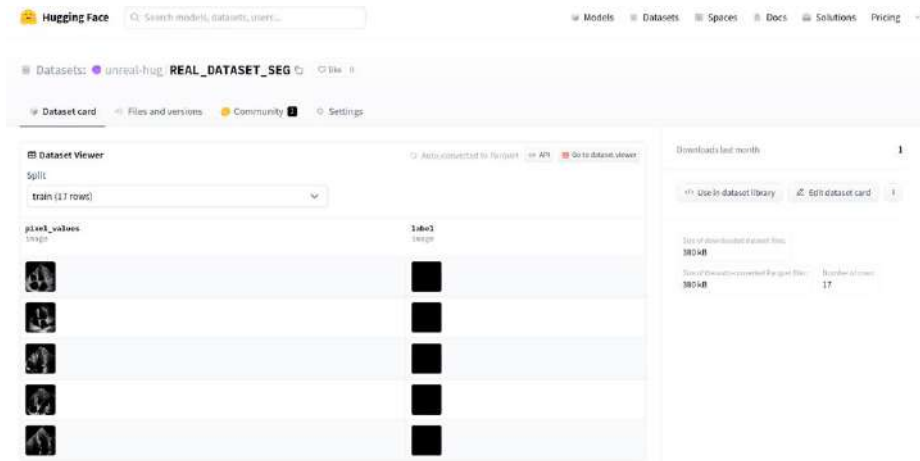 Hugging Face
Search models, datasets, users...
Models
Datasets
Spaces
Docs
Solutions
Pricing
Datasets: unreal-hug/ REAL_DATASET_SEG
like 0
Dataset card
Files and versions
Community
Settings
Dataset Viewer
Auto-converted to Parquet
API
Go to dataset viewer
Split
train (17 rows)
pixel_values
image
label
image
Downloads last month
1
Use in dataset library
Edit dataset card
Size of downloaded dataset files:
380 kB
Size of the auto-converted Parquet files:
Number of rows:
380 kB
17